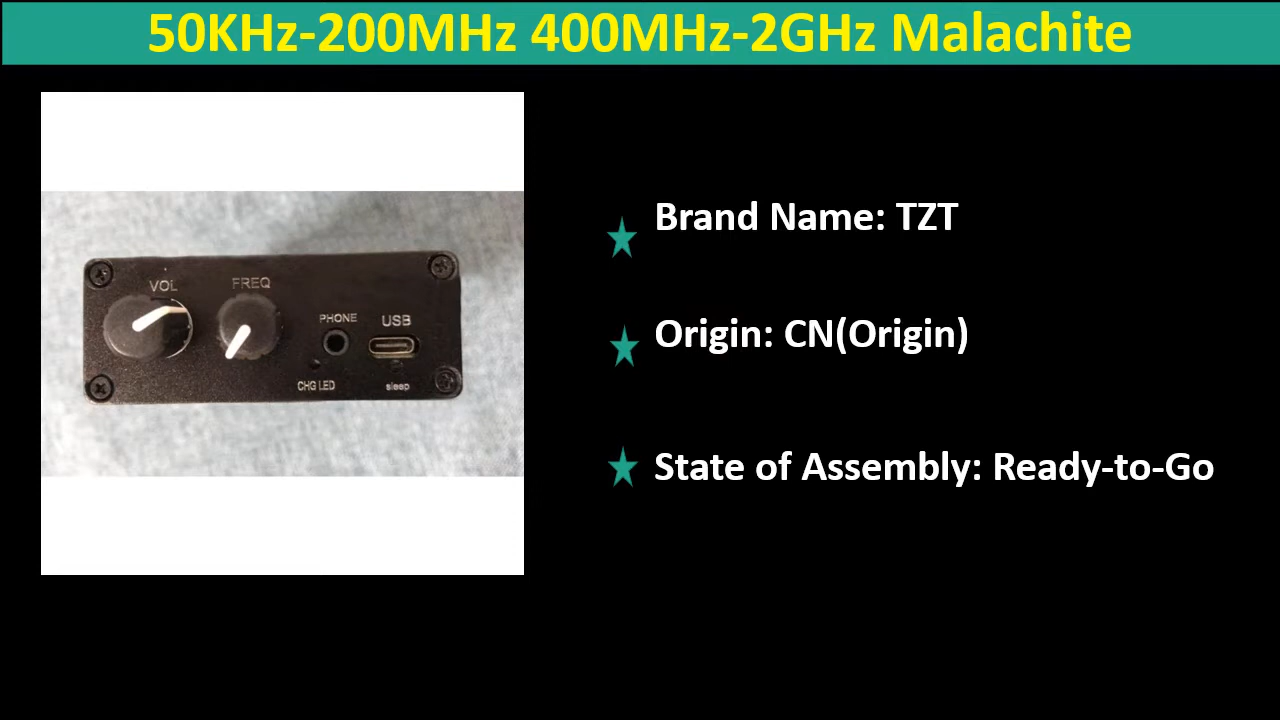 50KHz-200MHz 400MHz-2GHz Malachite
VOL
FREQ
PHONE
USB
CHG LED
sleep
Brand Name: TZT
Origin: CN(Origin)
State of Assembly: Ready-to-Go